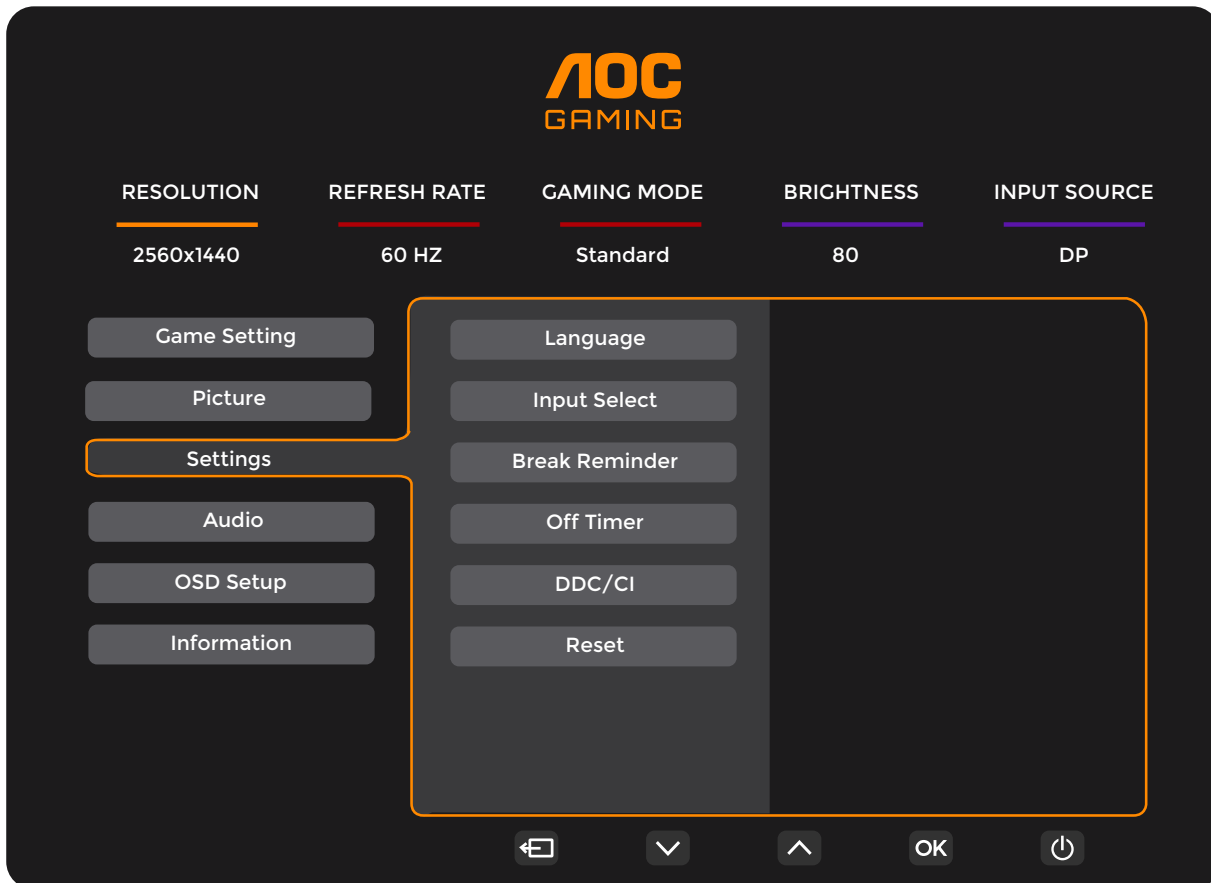 AOC
GAMING
RESOLUTION REFRESH RATE GAMING MODE BRIGHTNESS INPUT SOURCE
2560x1440 60 HZ Standard 80 DP
Game Setting Language
Picture Input Select
Settings Break Reminder
Audio Off Timer
OSD Setup DDC/CI
Information Reset
OK